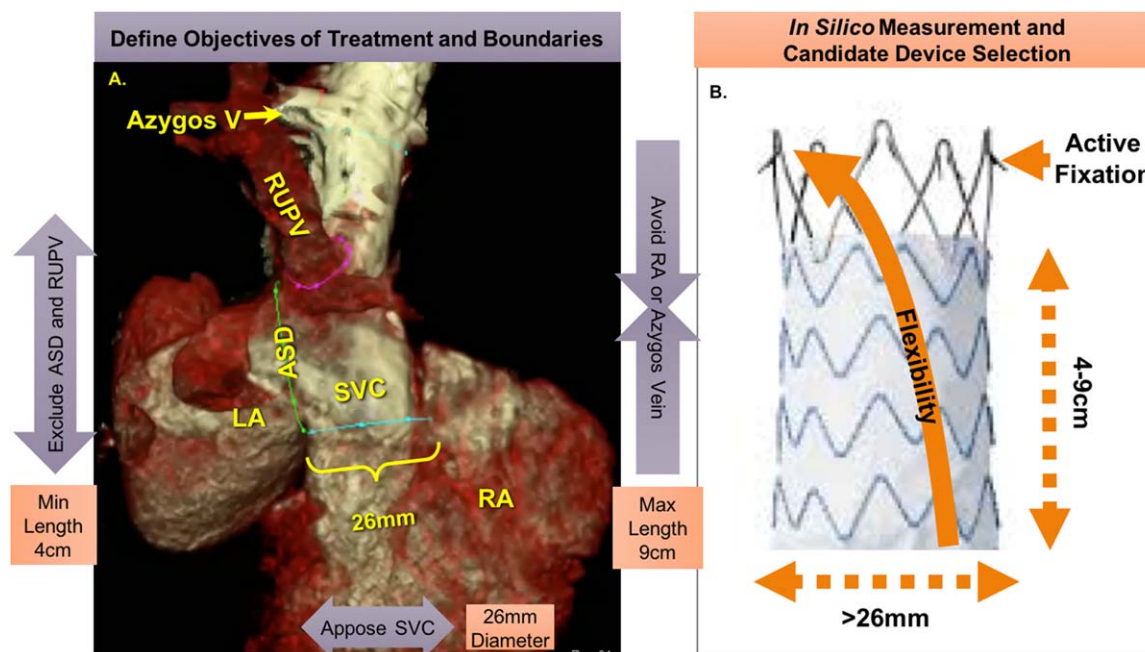 Define Objectives of Treatment and Boundaries
A.
Azygos V
RUPV
ASD
SVC
LA
RA
26mm
Exclude ASD and RUPV
Min
Length
4cm
Avoid RA or
Azygos Vein
Max
Length
9cm
Appose SVC
26mm
Diameter
In Silico Measurement and
Candidate Device Selection
B.
Active
Fixation
Flexibility
4-9cm
>26mm